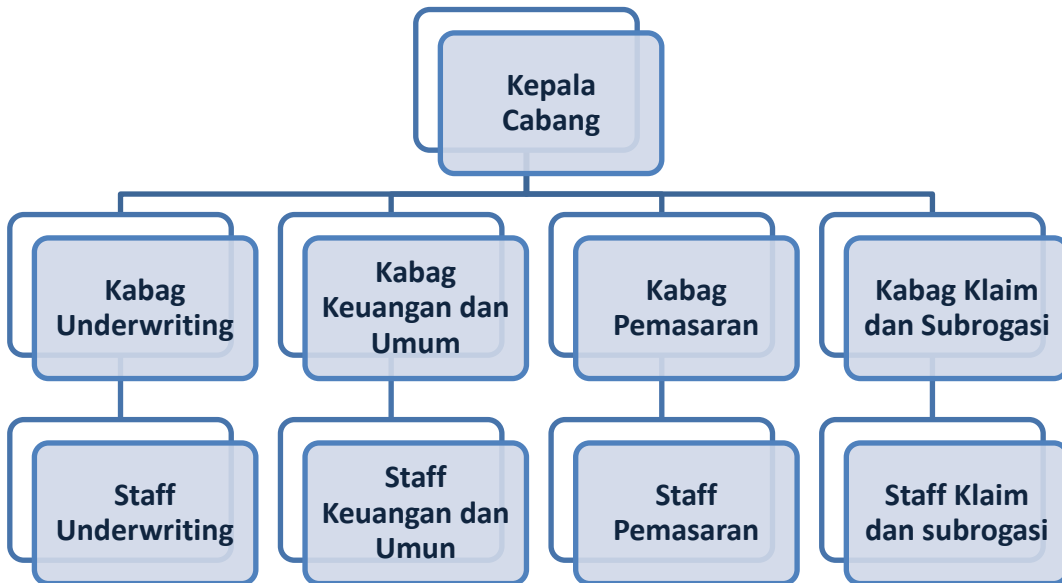 Kepala
Cabang
Kabag
Underwriting
Kabag
Keuangan dan
Umum
Kabag
Pemasaran
Kabag Klaim
dan Subrogasi
Staff
Underwriting
Staff
Keuangan dan
Umun
Staff
Pemasaran
Staff Klaim
dan subrogasi